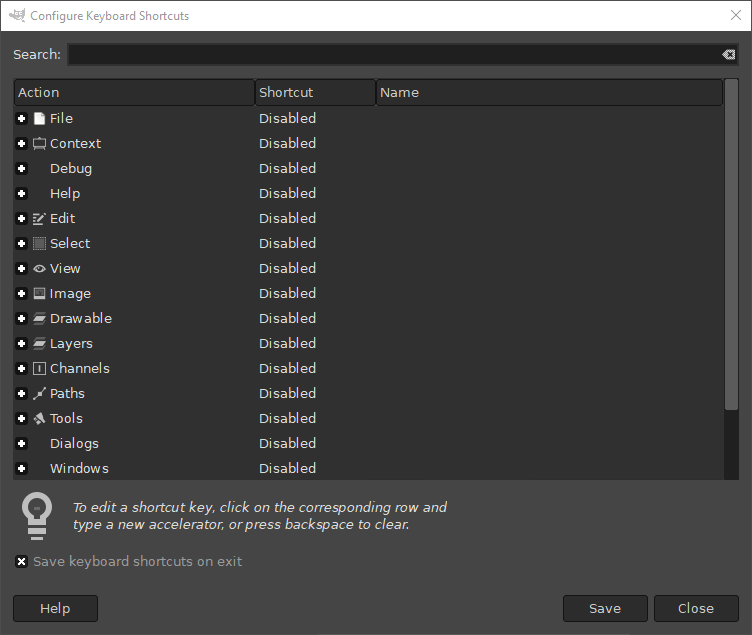 Configure Keyboard Shortcuts
Search:
Action Shortcut Name
File Disabled
Context Disabled
Debug Disabled
Help Disabled
Edit Disabled
Select Disabled
View Disabled
Image Disabled
Drawable Disabled
Layers Disabled
Channels Disabled
Paths Disabled
Tools Disabled
Dialogs Disabled
Windows Disabled
To edit a shortcut key, click on the corresponding row and
type a new accelerator, or press backspace to clear.
Save keyboard shortcuts on exit
Help Save Close